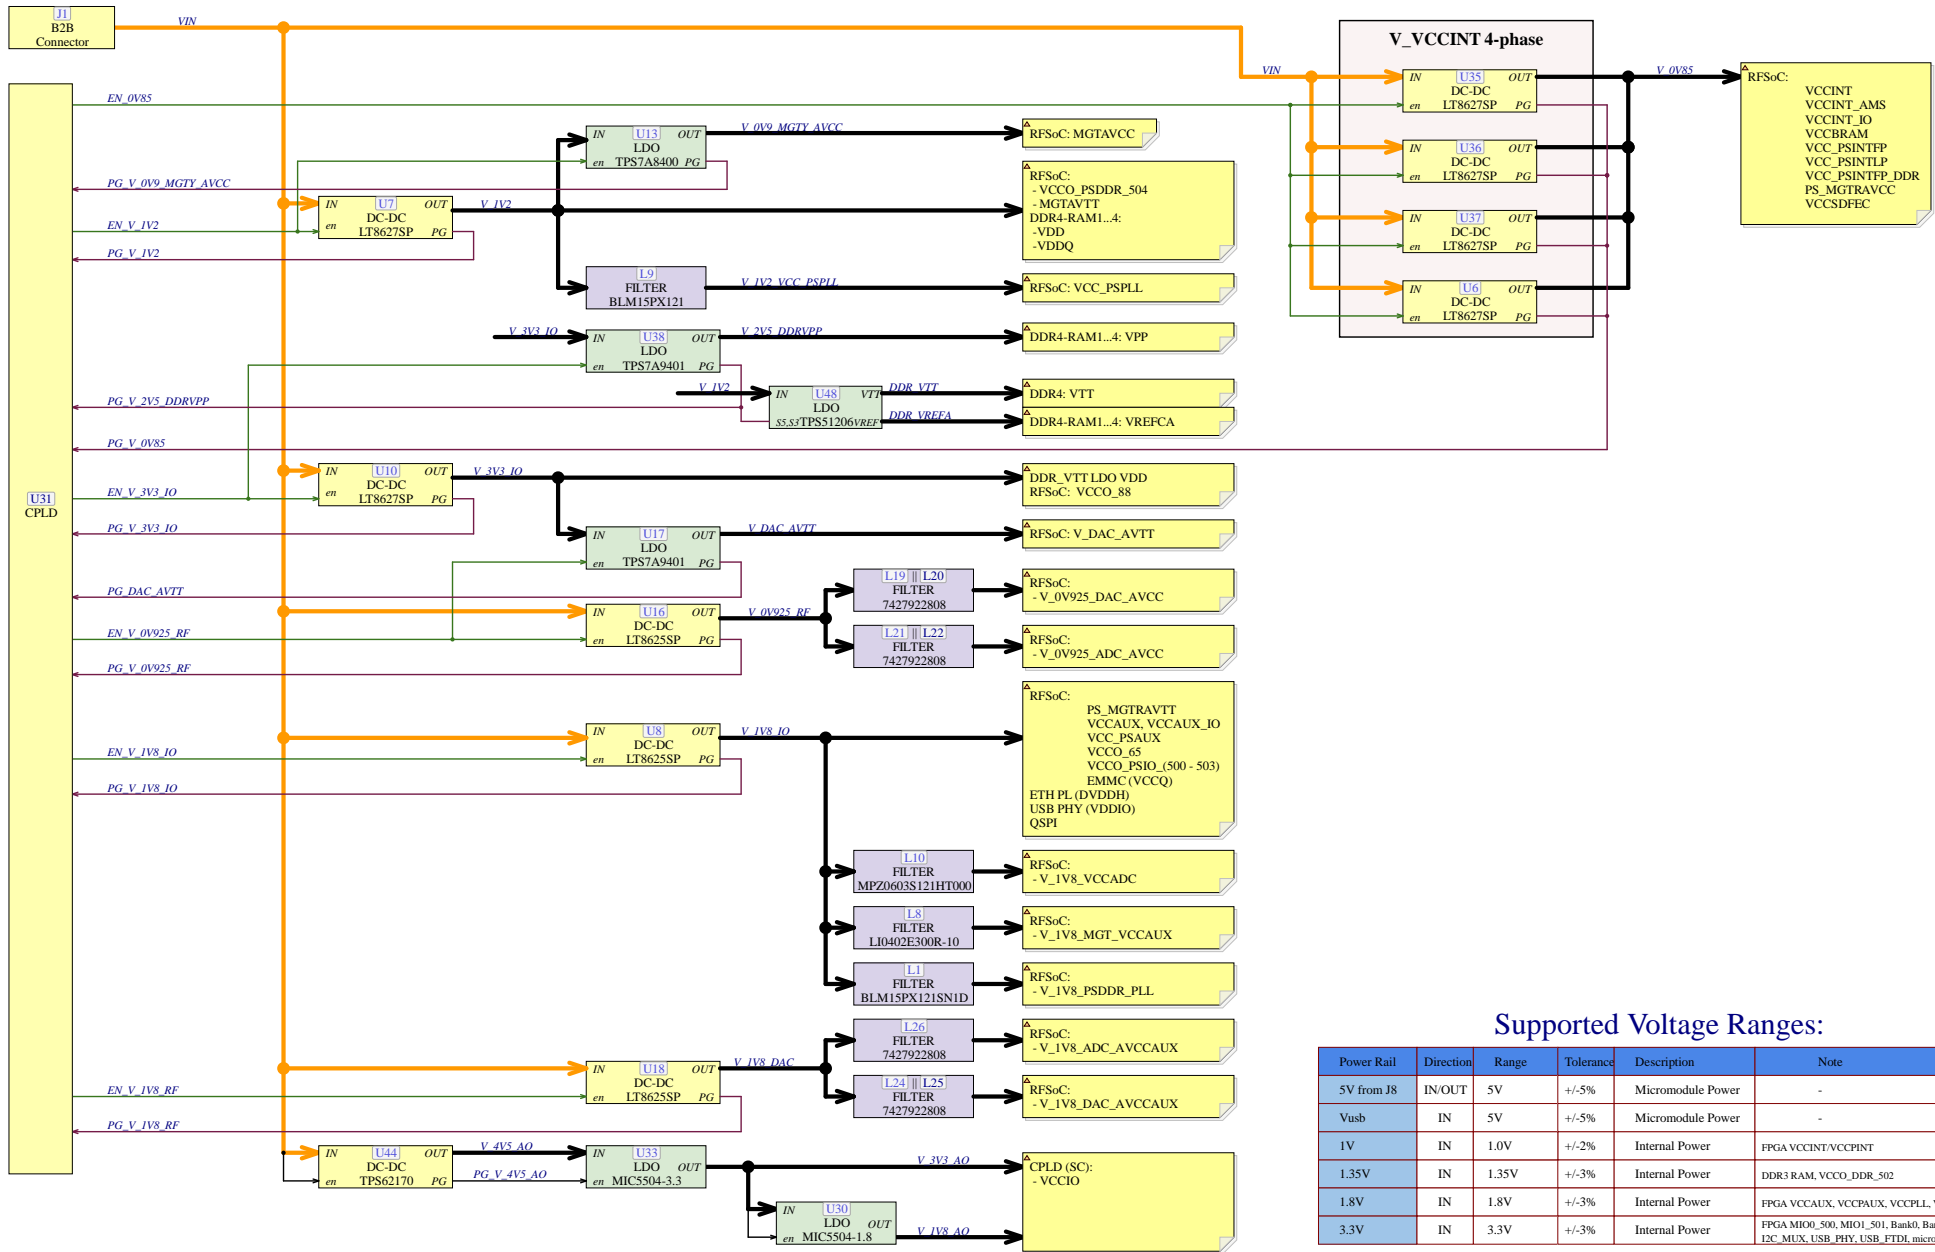 J1
B2B
Connector
VIN
V_VCCINT 4-phase
VIN
IN U35 OUT
DC-DC
en LT8627SP PG
V_0V85
RFSoC:
VCCINT
VCCINT_AMS
VCCINT_IO
VCCBRAM
VCC_PSINTFP
VCC_PSINTLP
VCC_PSINTFP_DDR
PS_MGTRAVCC
VCCSDFEC
IN U36 OUT
DC-DC
en LT8627SP PG
IN U37 OUT
DC-DC
en LT8627SP PG
IN U6 OUT
DC-DC
en LT8627SP PG
U31
CPLD
EN_0V85
IN U13 OUT
LDO
en TPS7A8400 PG
V_0V9_MGTY_AVCC
RFSoC: MGTAVCC
PG_V_0V9_MGTY_AVCC
IN U7 OUT
DC-DC
en LT8627SP PG
V_1V2
RFSoC:
- VCCO_PSDDR_504
- MGTAVTT
DDR4-RAM1...4:
-VDD
-VDDQ
EN_V_1V2
PG_V_1V2
L9
FILTER
BLM15PX121
V_1V2_VCC_PSPLL
RFSoC: VCC_PSPLL
V_3V3_IO
IN U38 OUT
LDO
en TPS7A9401 PG
V_2V5_DDRVPP
DDR4-RAM1...4: VPP
V_1V2
IN U48 VTT
LDO
S5,S3 TPS51206 VREF
DDR_VTT
DDR4: VTT
DDR_VREFA
DDR4-RAM1...4: VREFCA
PG_V_2V5_DDRVPP
PG_V_0V85
IN U10 OUT
DC-DC
en LT8627SP PG
V_3V3_IO
DDR_VTT LDO VDD
RFSoC: VCCO_88
EN_V_3V3_IO
PG_V_3V3_IO
IN U17 OUT
LDO
en TPS7A9401 PG
V_DAC_AVTT
RFSoC: V_DAC_AVTT
PG_DAC_AVTT
IN U16 OUT
DC-DC
en LT8625SP PG
V_0V925_RF
L19 || L20
FILTER
7427922808
RFSoC:
- V_0V925_DAC_AVCC
L21 || L22
FILTER
7427922808
RFSoC:
- V_0V925_ADC_AVCC
EN_V_0V925_RF
PG_V_0V925_RF
IN U8 OUT
DC-DC
en LT8625SP PG
V_1V8_IO
RFSoC:
PS_MGTRAVTT
VCCAUX, VCCAUX_IO
VCC_PSAUX
VCCO_65
VCCO_PSIO_(500 - 503)
EMMC (VCCQ)
ETH PL (DVDDH)
USB PHY (VDDIO)
QSPI
EN_V_1V8_IO
PG_V_1V8_IO
L10
FILTER
MPZ0603S121HT000
RFSoC:
- V_1V8_VCCADC
L8
FILTER
LI0402E300R-10
RFSoC:
- V_1V8_MGT_VCCAUX
L1
FILTER
BLM15PX121SN1D
RFSoC:
- V_1V8_PSDDR_PLL
L26
FILTER
7427922808
RFSoC:
- V_1V8_ADC_AVCCAUX
IN U18 OUT
DC-DC
en LT8625SP PG
V_1V8_DAC
L24 || L25
FILTER
7427922808
RFSoC:
- V_1V8_DAC_AVCCAUX
EN_V_1V8_RF
PG_V_1V8_RF
IN U44 OUT
DC-DC
en TPS62170 PG
V_4V5_AO
PG_V_4V5_AO
IN U33
LDO OUT
en MIC5504-3.3
V_3V3_AO
CPLD (SC):
- VCCIO
IN U30
LDO OUT
en MIC5504-1.8
V_1V8_AO
Supported Voltage Ranges:
Power Rail Direction Range Tolerance Description Note
5V from J8 IN/OUT 5V +/-5% Micromodule Power -
Vusb IN 5V +/-5% Micromodule Power -
1V IN 1.0V +/-2% Internal Power FPGA VCCINT/VCCPINT
1.35V IN 1.35V +/-3% Internal Power DDR3 RAM, VCCO_DDR_502
1.8V IN 1.8V +/-3% Internal Power FPGA VCCAUX, VCCPAUX, VCCPLL,
3.3V IN 3.3V +/-3% Internal Power FPGA MIO0_500, MIO1_501, Bank0,
I2C_MUX, USB_PHY, USB_FTDI,